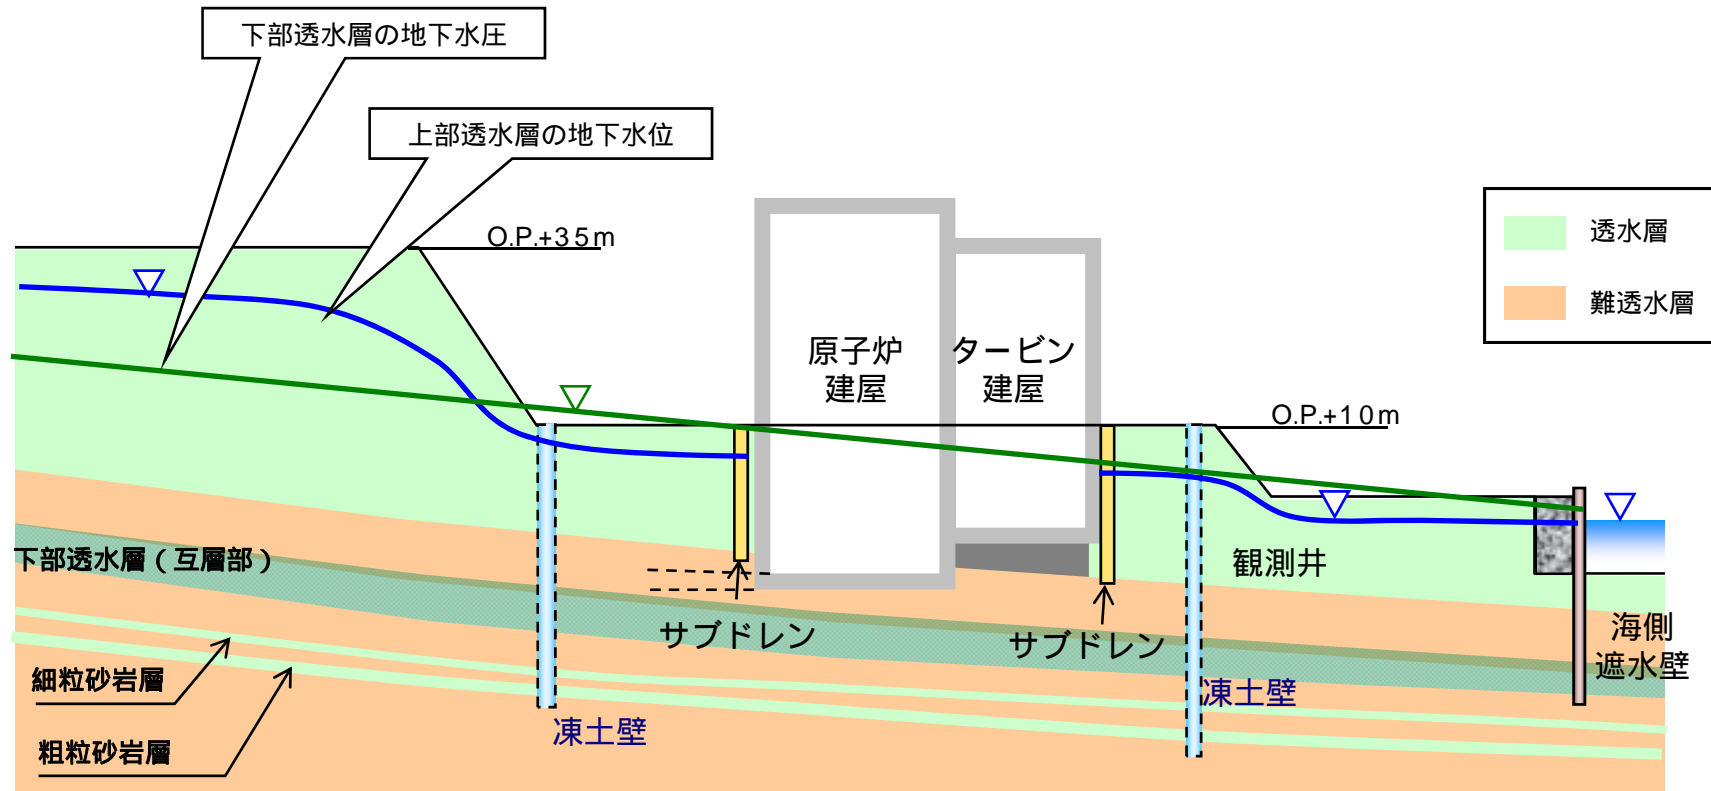 下部透水層の地下水圧
上部透水層の地下水位
O.P.+35m
透水層
難透水層
原子炉
建屋
タービン
建屋
O.P.+10m
下部透水層（互層部）
観測井
サブドレン
サブドレン
海側
遮水壁
細粒砂岩層
凍土壁
凍土壁
粗粒砂岩層